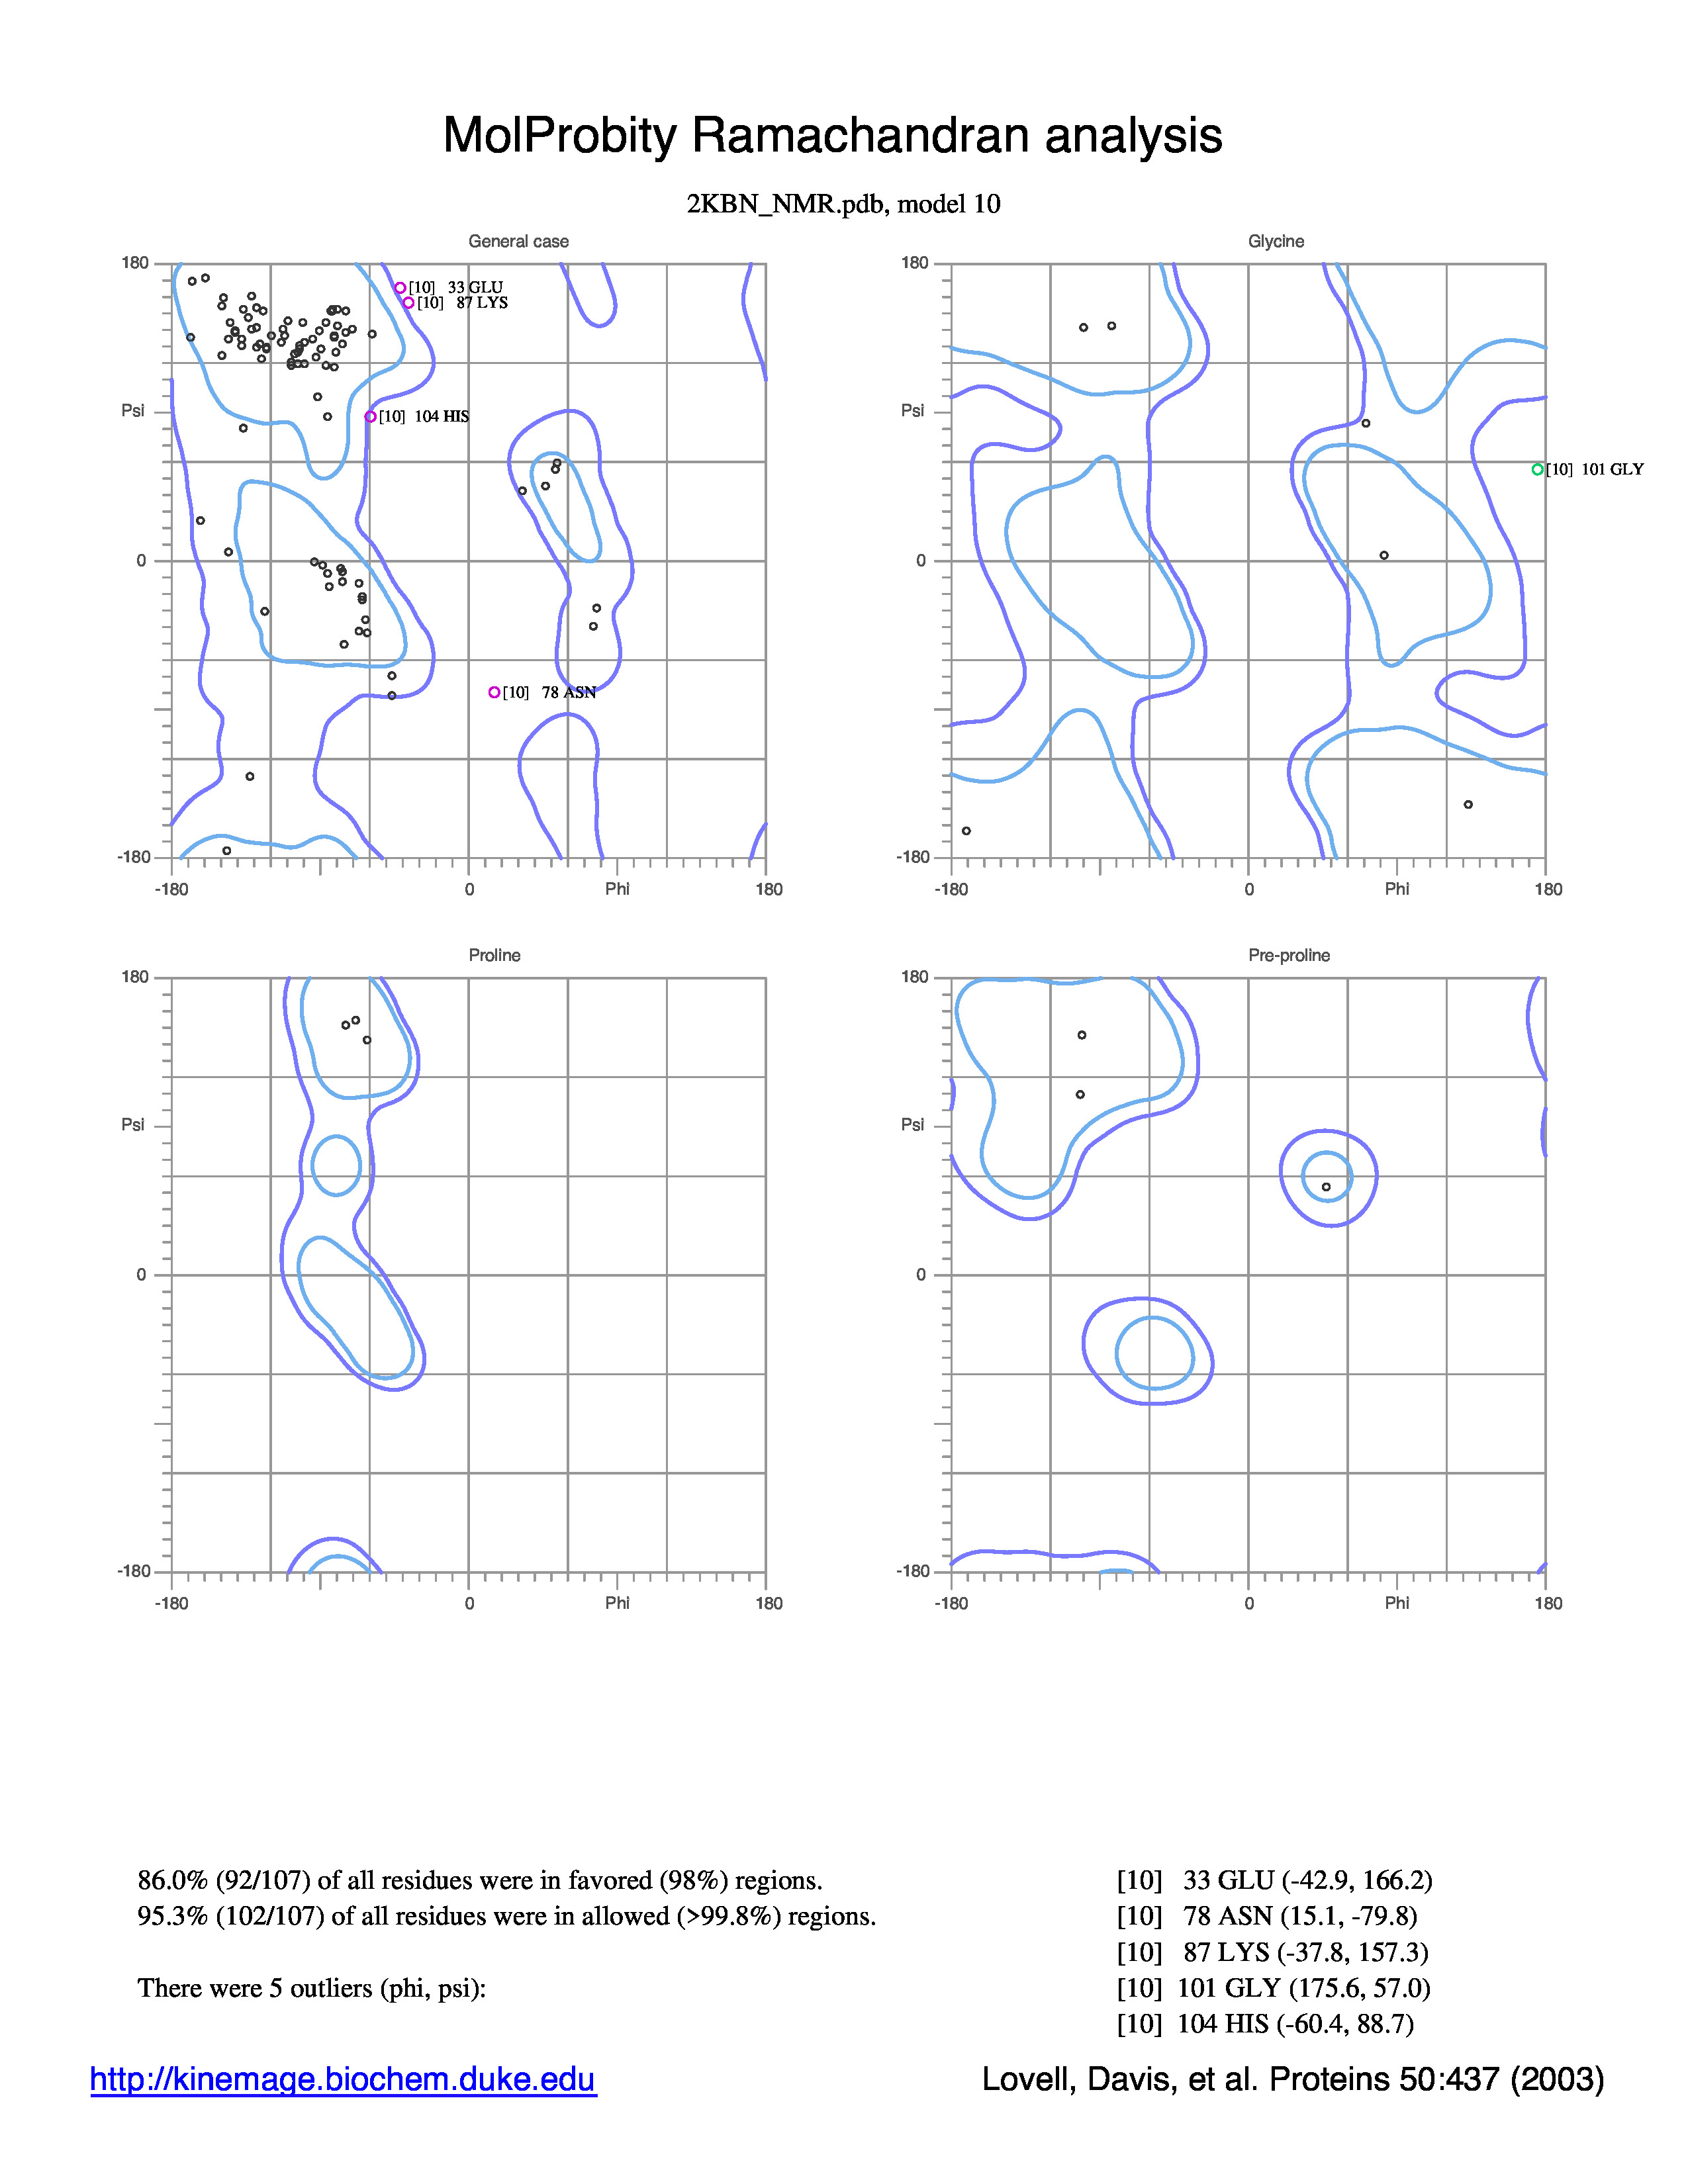 MolProbity Ramachandran analysis
2KBN_NMR.pdb, model 10
General case
180
Psi
0
-180
-180
0
Phi
180
[10] 33 GLU
[10] 87 LYS
[10] 104 HIS
[10] 78 ASN
Glycine
180
Psi
0
-180
-180
0
Phi
180
[10] 101 GLY
Proline
180
Psi
0
-180
-180
0
Phi
180
Pre-proline
180
Psi
0
-180
-180
0
Phi
180
86.0% (92/107) of all residues were in favored (98%) regions.
95.3% (102/107) of all residues were in allowed (>99.8%) regions.
There were 5 outliers (phi, psi):
[10] 33 GLU (-42.9, 166.2)
[10] 78 ASN (15.1, -79.8)
[10] 87 LYS (-37.8, 157.3)
[10] 101 GLY (175.6, 57.0)
[10] 104 HIS (-60.4, 88.7)
http://kinemage.biochem.duke.edu
Lovell, Davis, et al. Proteins 50:437 (2003)